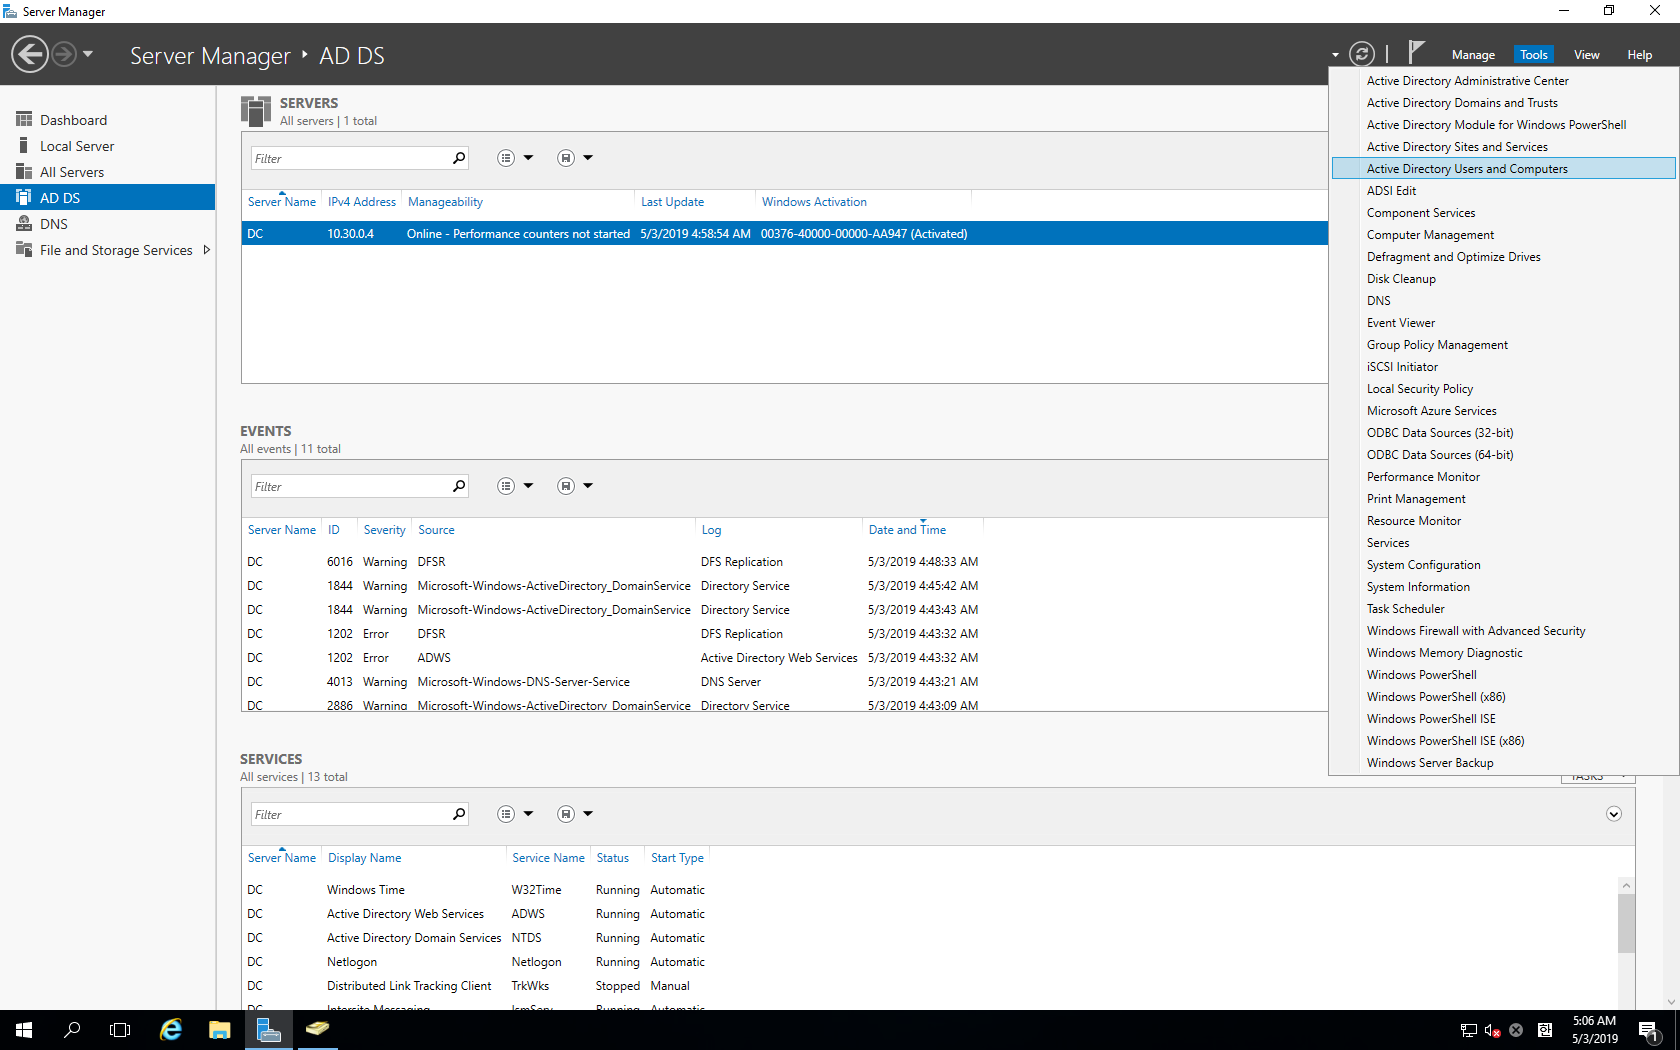 Server Manager
Server Manager ‣ AD DS
Manage Tools View Help
Dashboard
Local Server
All Servers
AD DS
DNS
File and Storage Services
SERVERS
All servers | 1 total
Filter
Server Name IPv4 Address Manageability Last Update Windows Activation
DC 10.30.0.4 Online - Performance counters not started 5/3/2019 4:58:54 AM 00376-40000-00000-AA947 (Activated)
EVENTS
All events | 11 total
Filter
Server Name ID Severity Source Log Date and Time
DC 6016 Warning DFSR DFS Replication 5/3/2019 4:48:33 AM
DC 1844 Warning Microsoft-Windows-ActiveDirectory_DomainService Directory Service 5/3/2019 4:45:42 AM
DC 1844 Warning Microsoft-Windows-ActiveDirectory_DomainService Directory Service 5/3/2019 4:43:43 AM
DC 1202 Error DFSR DFS Replication 5/3/2019 4:43:32 AM
DC 1202 Error ADWS Active Directory Web Services 5/3/2019 4:43:32 AM
DC 4013 Warning Microsoft-Windows-DNS-Server-Service DNS Server 5/3/2019 4:43:21 AM
DC 2886 Warning Microsoft-Windows-ActiveDirectory_DomainService Directory Service 5/3/2019 4:43:09 AM
SERVICES
All services | 13 total
TASKS
Filter
Server Name Display Name Service Name Status Start Type
DC Windows Time W32Time Running Automatic
DC Active Directory Web Services ADWS Running Automatic
DC Active Directory Domain Services NTDS Running Automatic
DC Netlogon Netlogon Running Automatic
DC Distributed Link Tracking Client TrkWks Stopped Manual
DC Intersite Messaging IsmServ Running Automatic
Active Directory Administrative Center
Active Directory Domains and Trusts
Active Directory Module for Windows PowerShell
Active Directory Sites and Services
Active Directory Users and Computers
ADSI Edit
Component Services
Computer Management
Defragment and Optimize Drives
Disk Cleanup
DNS
Event Viewer
Group Policy Management
iSCSI Initiator
Local Security Policy
Microsoft Azure Services
ODBC Data Sources (32-bit)
ODBC Data Sources (64-bit)
Performance Monitor
Print Management
Resource Monitor
Services
System Configuration
System Information
Task Scheduler
Windows Firewall with Advanced Security
Windows Memory Diagnostic
Windows PowerShell
Windows PowerShell (x86)
Windows PowerShell ISE
Windows PowerShell ISE (x86)
Windows Server Backup
5:06 AM
5/3/2019
1